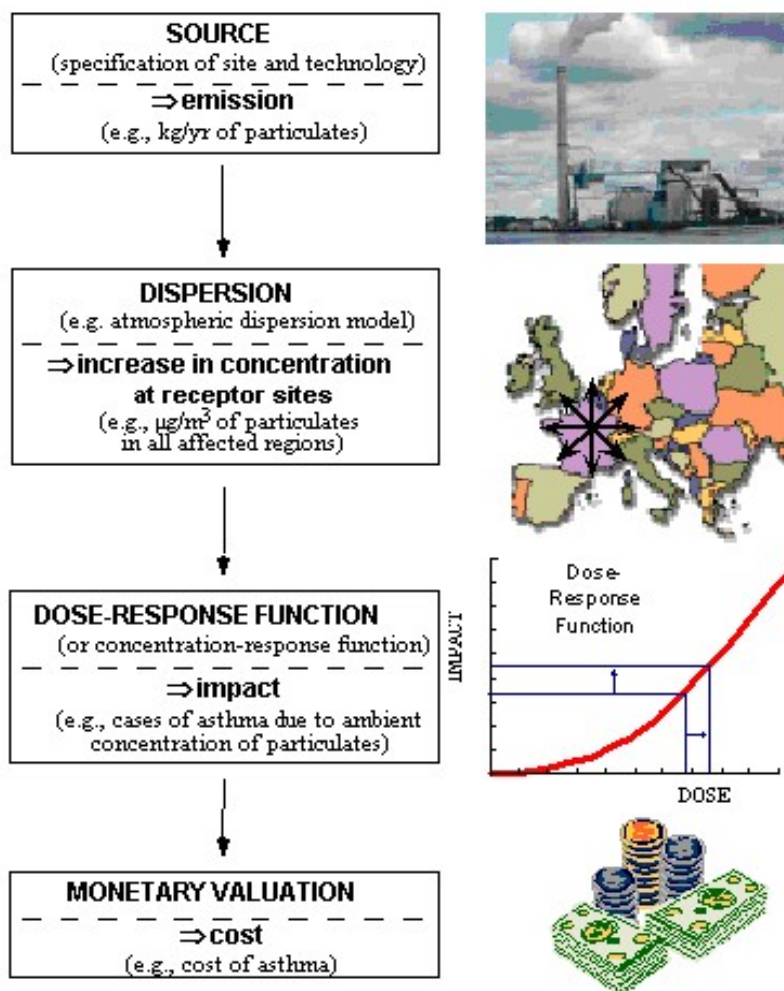 SOURCE
(specification of site and technology)
⇒emission
(e.g., kg/yr of particulates)
DISPERSION
(e.g. atmospheric dispersion model)
⇒increase in concentration
at receptor sites
(e.g., µg/m³ of particulates
in all affected regions)
DOSE-RESPONSE FUNCTION
(or concentration-response function)
⇒impact
(e.g., cases of asthma due to ambient
concentration of particulates)
Dose-
Response
Function
IMPACT
DOSE
MONETARY VALUATION
⇒cost
(e.g., cost of asthma)